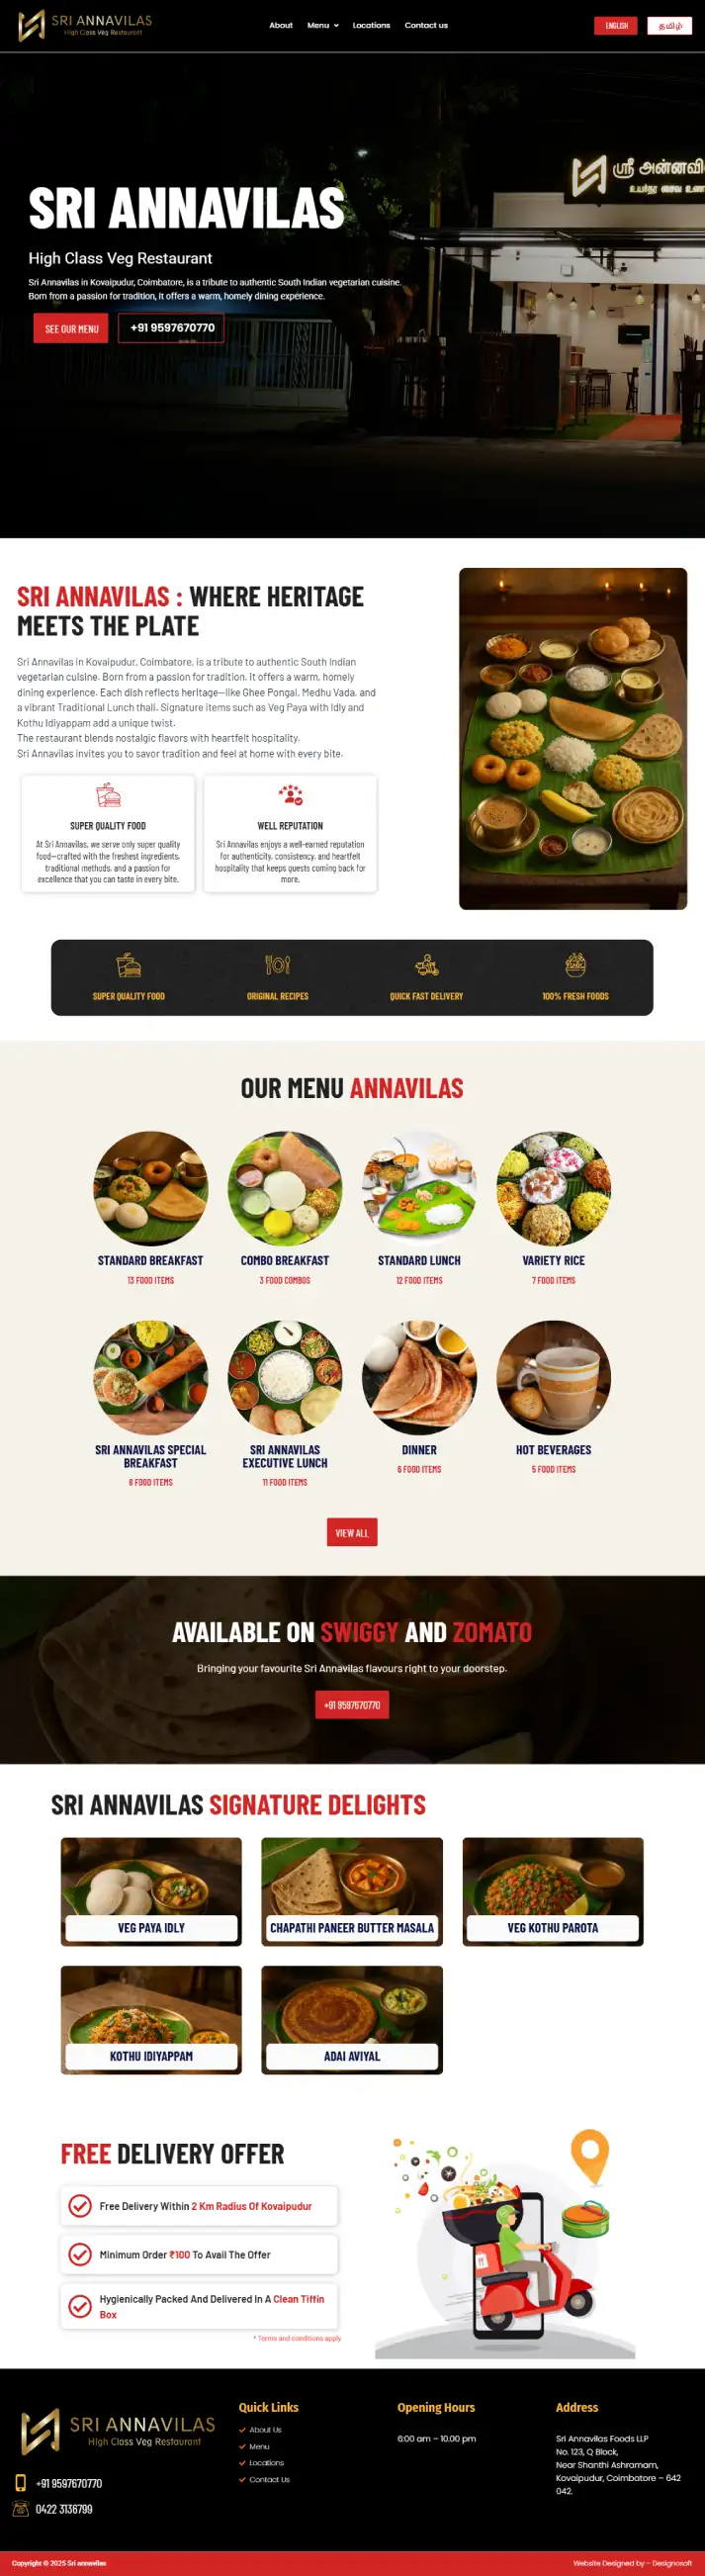 SRI ANNAVILAS
High Class Veg Restaurant
About
Menu
Locations
Contact us
ENGLISH
தமிழ்
ஸ்ரீ அன்னவி
உயர்தர சைவ உண
SRI ANNAVILAS
High Class Veg Restaurant
Sri Annavilas in Kovaipudur, Coimbatore, is a tribute to authentic South Indian vegetarian cuisine.
Born from a passion for tradition, it offers a warm, homely dining experience.
SEE OUR MENU
+91 9597670770
SRI ANNAVILAS : WHERE HERITAGE
MEETS THE PLATE
Sri Annavilas in Kovaipudur, Coimbatore, is a tribute to authentic South Indian
vegetarian cuisine. Born from a passion for tradition, it offers a warm, homely
dining experience. Each dish reflects heritage—like Ghee Pongal, Medhu Vada, and
a vibrant Traditional Lunch thali. Signature items such as Veg Paya with Idly and
Kothu Idiyappam add a unique twist.
The restaurant blends nostalgic flavors with heartfelt hospitality.
Sri Annavilas invites you to savor tradition and feel at home with every bite.
SUPER QUALITY FOOD
At Sri Annavilas, we serve only super quality
food—crafted with the freshest ingredients,
traditional methods, and a passion for
excellence that you can taste in every bite.
WELL REPUTATION
Sri Annavilas enjoys a well-earned reputation
for authenticity, consistency, and heartfelt
hospitality that keeps guests coming back for
more.
SUPER QUALITY FOOD
ORIGINAL RECIPES
QUICK FAST DELIVERY
100% FRESH FOODS
OUR MENU ANNAVILAS
STANDARD BREAKFAST
13 FOOD ITEMS
COMBO BREAKFAST
3 FOOD COMBOS
STANDARD LUNCH
12 FOOD ITEMS
VARIETY RICE
7 FOOD ITEMS
SRI ANNAVILAS SPECIAL
BREAKFAST
8 FOOD ITEMS
SRI ANNAVILAS
EXECUTIVE LUNCH
11 FOOD ITEMS
DINNER
6 FOOD ITEMS
HOT BEVERAGES
5 FOOD ITEMS
VIEW ALL
AVAILABLE ON SWIGGY AND ZOMATO
Bringing your favourite Sri Annavilas flavours right to your doorstep.
+91 9597670770
SRI ANNAVILAS SIGNATURE DELIGHTS
VEG PAYA IDLY
CHAPATHI PANEER BUTTER MASALA
VEG KOTHU PAROTA
KOTHU IDIYAPPAM
ADAI AVIYAL
FREE DELIVERY OFFER
Free Delivery Within 2 Km Radius Of Kovaipudur
Minimum Order ₹100 To Avail The Offer
Hygienically Packed And Delivered In A Clean Tiffin
Box
* Terms and conditions apply
SRI ANNAVILAS
High Class Veg Restaurant
+91 9597670770
0422 3136799
Quick Links
About Us
Menu
Locations
Contact Us
Opening Hours
6:00 am – 10.00 pm
Address
Sri Annavilas Foods LLP
No. 123, Q Block,
Near Shanthi Ashramam,
Kovaipudur, Coimbatore – 642
042.
Copyright © 2025 Sri annavilas
Website Designed by – Designosoft